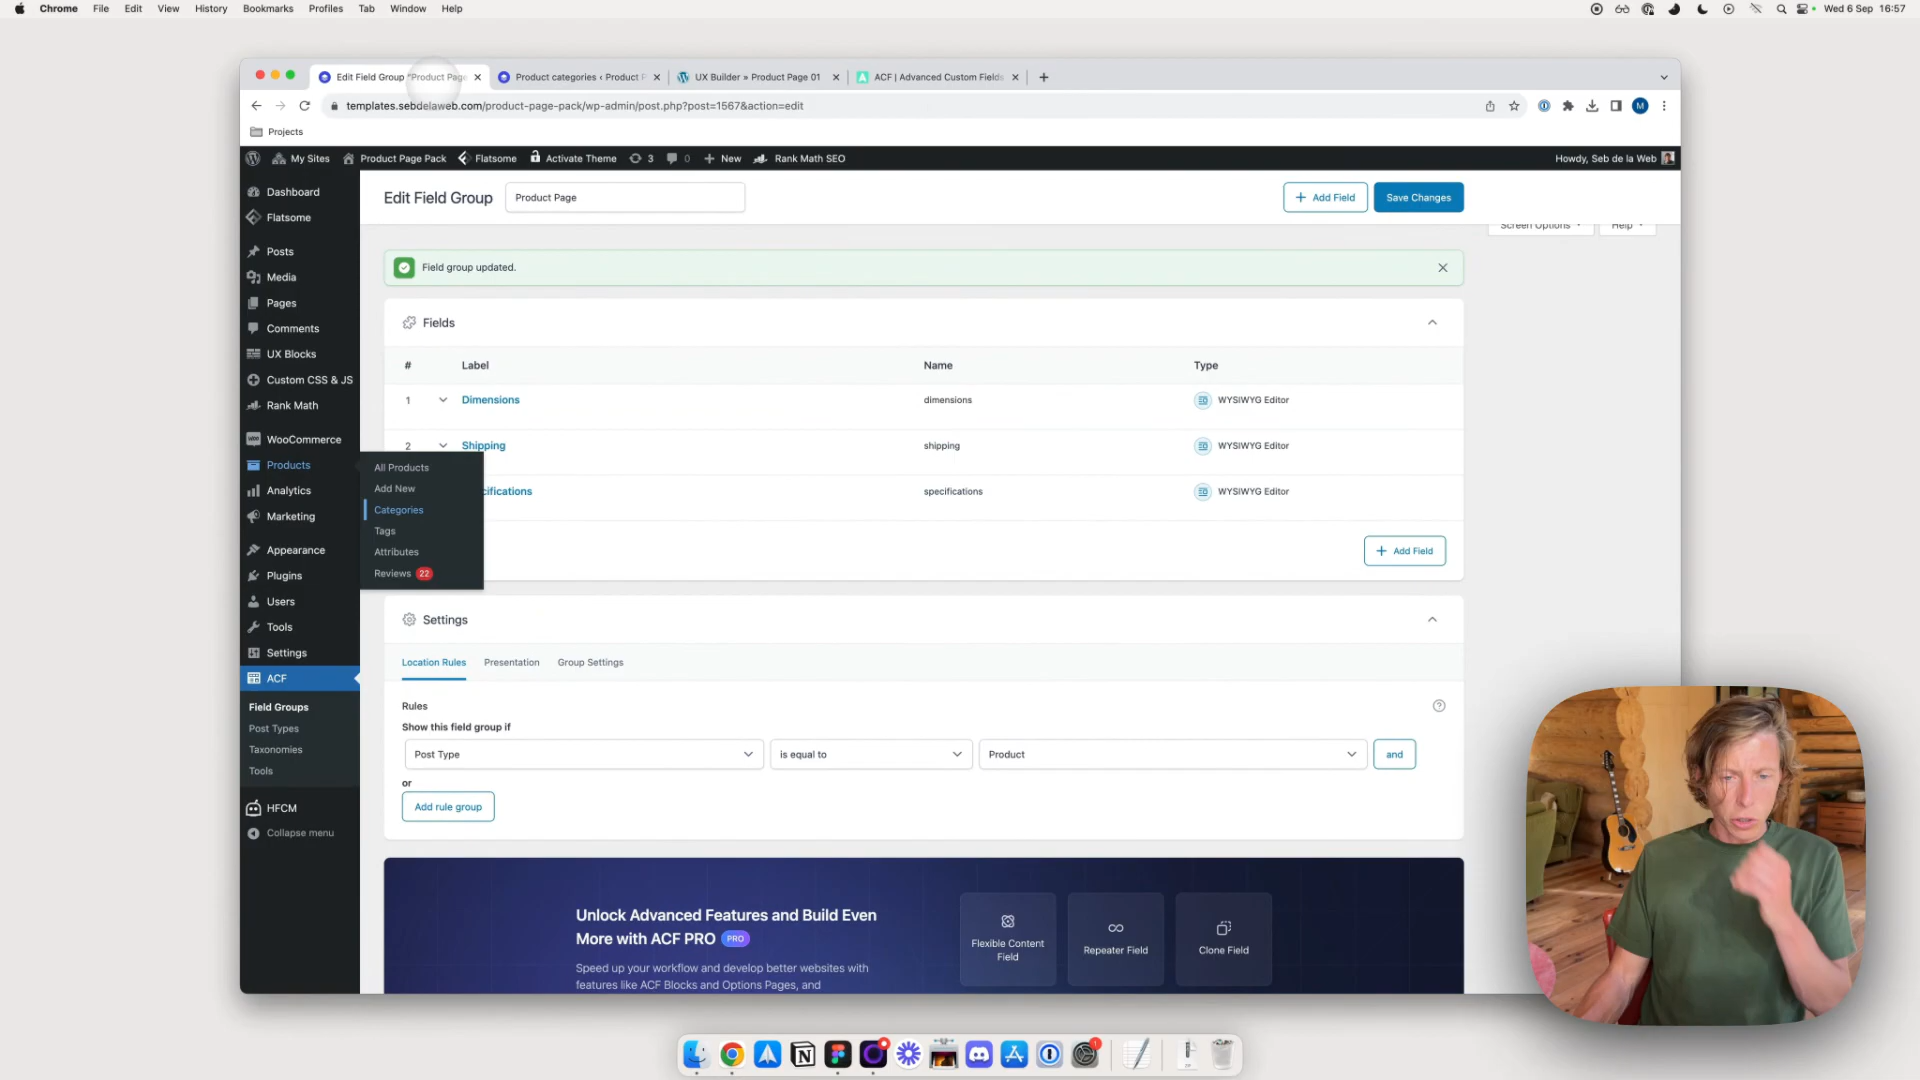 Chrome File Edit View History Bookmarks Profiles Tab Window Help
Wed 6 Sep 16:57
Edit Field Group "Product Page
Product categories ‹ Product P
UX Builder » Product Page 01
ACF | Advanced Custom Fields
templates.sebdelaweb.com/product-page-pack/wp-admin/post.php?post=1567&action=edit
M
Projects
My Sites Product Page Pack Flatsome Activate Theme 3 0 New Rank Math SEO
Howdy, Seb de la Web
Dashboard
Flatsome
Posts
Media
Pages
Comments
UX Blocks
Custom CSS & JS
Rank Math
WooCommerce
Products
Analytics
Marketing
Appearance
Plugins
Users
Tools
Settings
ACF
Field Groups
Post Types
Taxonomies
Tools
HFCM
Collapse menu
All Products
Add New
Categories
Tags
Attributes
Reviews 22
Edit Field Group
Product Page
Add Field
Save Changes
Screen Options
Help
Field group updated.
Fields
# Label Name Type
1 Dimensions dimensions WYSIWYG Editor
2 Shipping shipping WYSIWYG Editor
cifications specifications WYSIWYG Editor
Add Field
Settings
Location Rules Presentation Group Settings
Rules
Show this field group if
Post Type is equal to Product and
or
Add rule group
Unlock Advanced Features and Build Even
More with ACF PRO PRO
Speed up your workflow and develop better websites with
features like ACF Blocks and Options Pages, and
Flexible Content
Field
Repeater Field
Clone Field
1